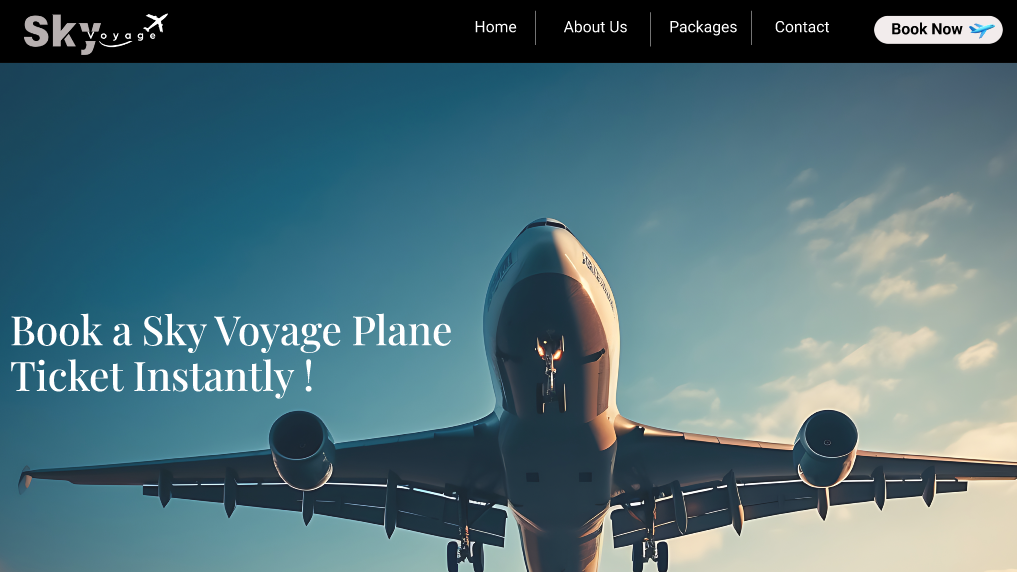 Sky
Voyage
Home
About Us
Packages
Contact
Book Now
Book a Sky Voyage Plane
Ticket Instantly !